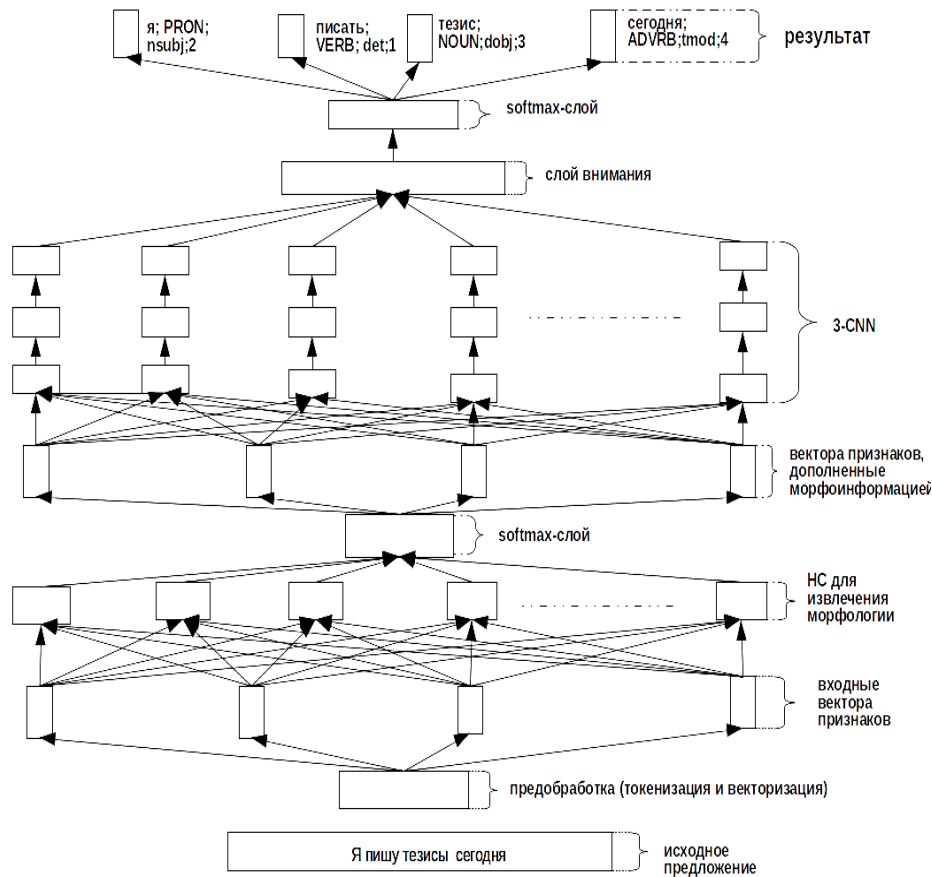 я; PRON;
nsubj;2
писать;
VERB; det;1
тезис;
NOUN;dobj;3
сегодня;
ADVRB;tmod;4
результат
softmax-слой
слой внимания
3-CNN
вектора признаков,
дополненные
морфоинформацией
softmax-слой
НС для
извлечения
морфологии
входные
вектора
признаков
предобработка (токенизация и векторизация)
Я пишу тезисы сегодня
исходное
предложение